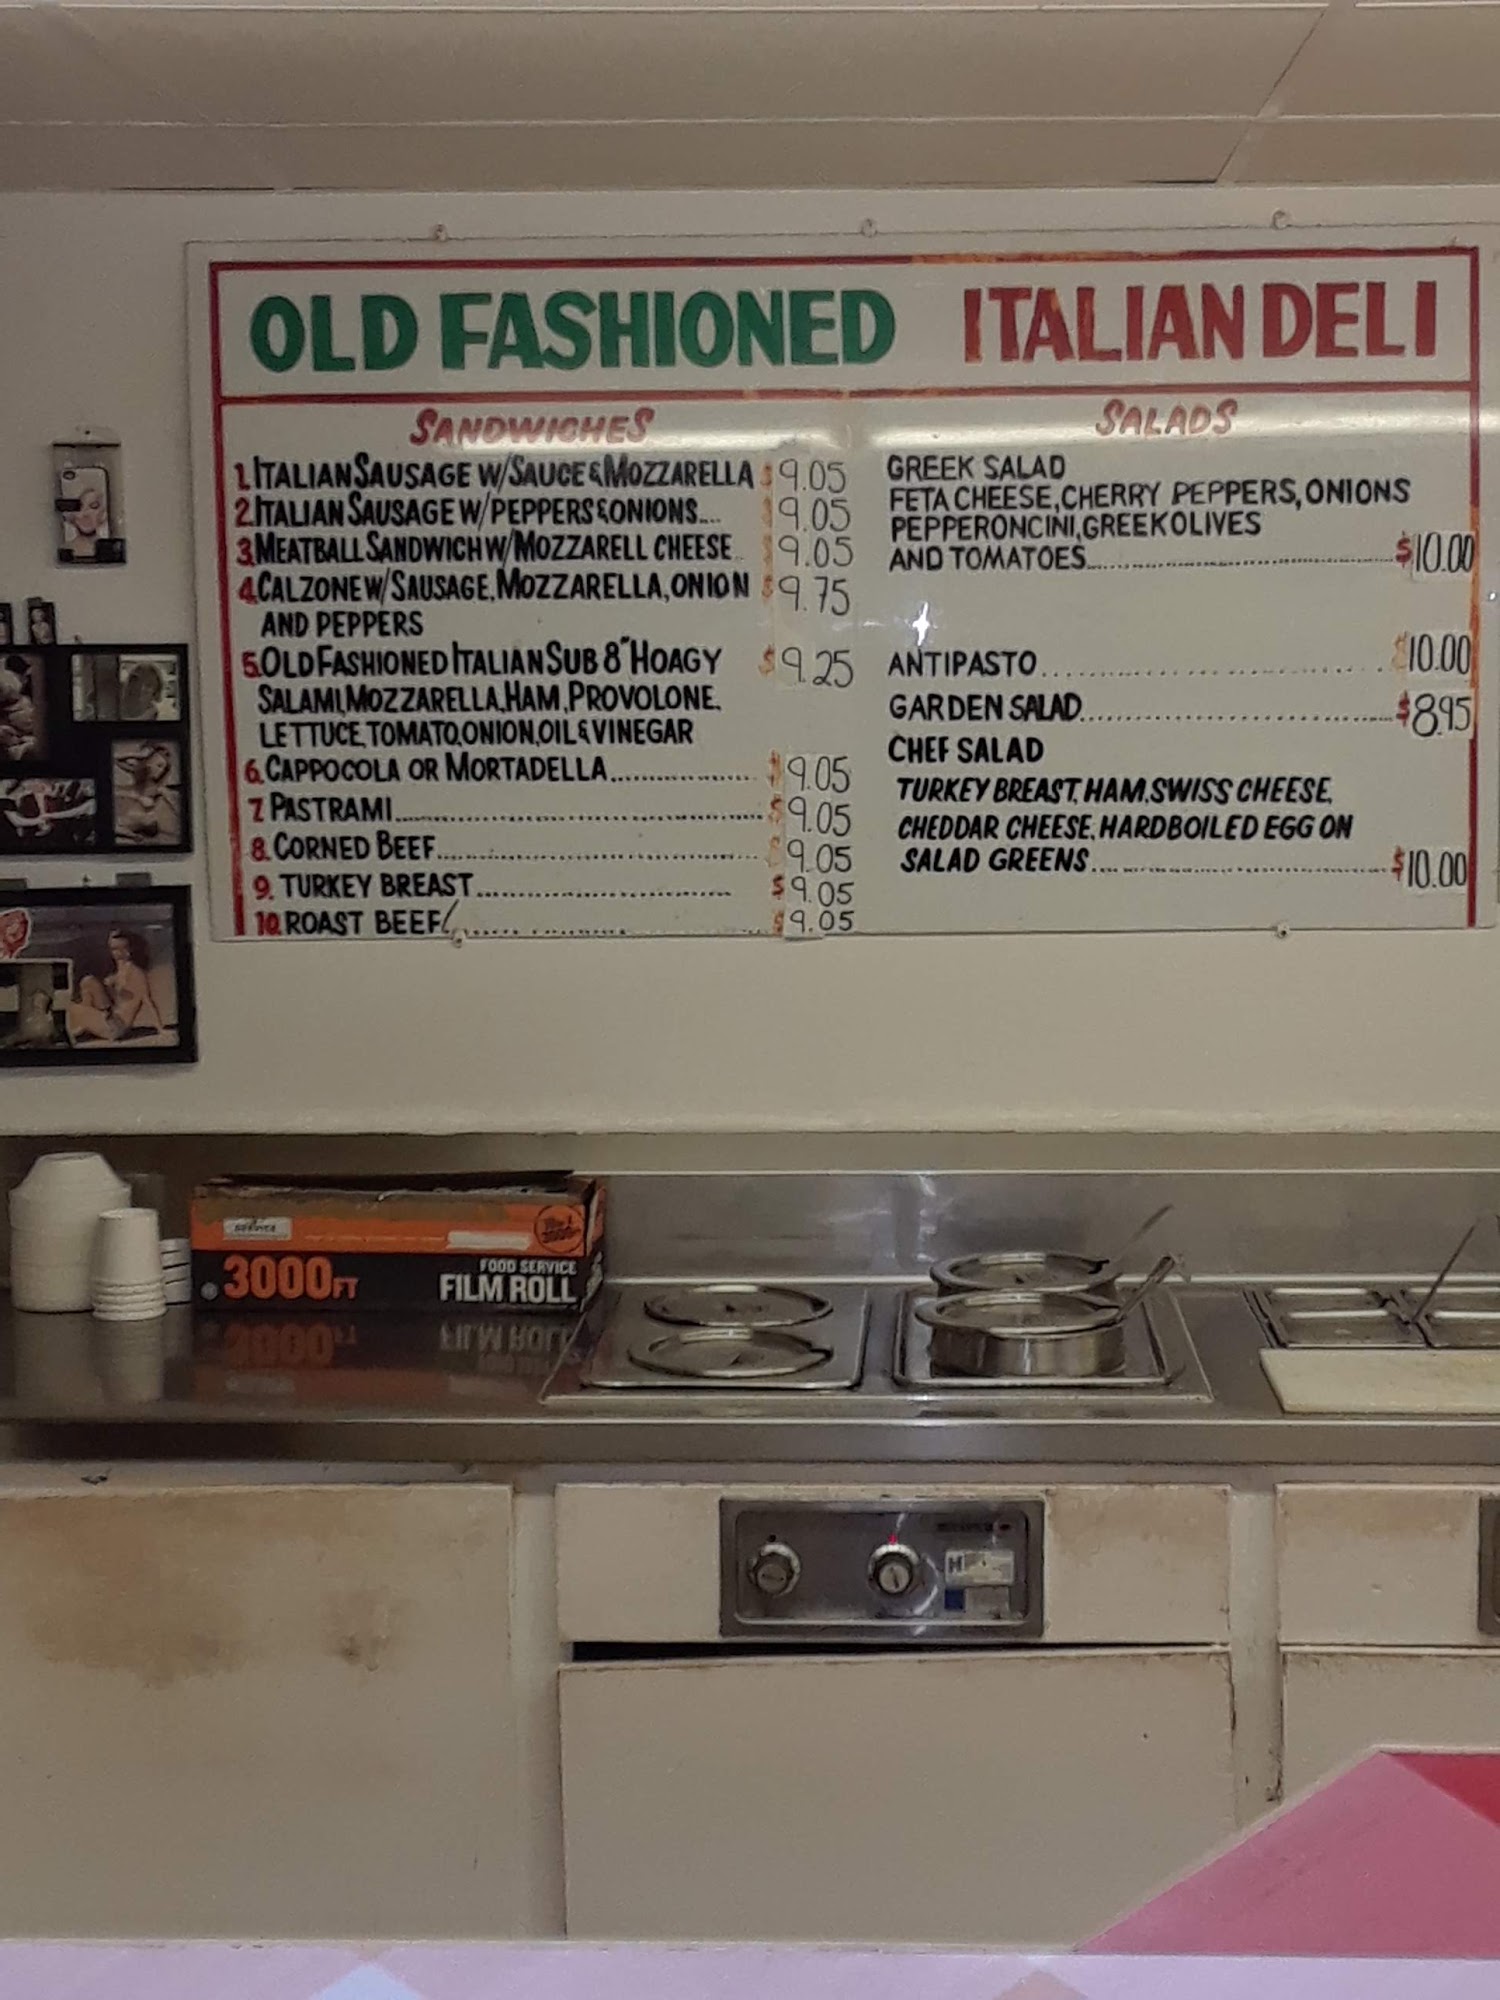 OLD FASHIONED ITALIAN DELI
SANDWICHES
1. ITALIAN SAUSAGE W/SAUCE & MOZZARELLA $9.05
2. ITALIAN SAUSAGE W/PEPPERS & ONIONS.... $9.05
3. MEATBALL SANDWICH W/MOZZARELL CHEESE.. $9.05
4. CALZONE W/SAUSAGE, MOZZARELLA, ONION $9.75
AND PEPPERS
5. OLD FASHIONED ITALIAN SUB 8" HOAGY $9.25
SALAMI, MOZZARELLA, HAM, PROVOLONE,
LETTUCE, TOMATO, ONION, OIL & VINEGAR
6. CAPPOCOLA OR MORTADELLA.............. $9.05
7. PASTRAMI.............. $9.05
8. CORNED BEEF.............. $9.05
9. TURKEY BREAST.............. $9.05
10. ROAST BEEF.............. $9.05
SALADS
GREEK SALAD
FETA CHEESE, CHERRY PEPPERS, ONIONS
PEPPERONCINI, GREEK OLIVES
AND TOMATOES.............. $10.00
ANTIPASTO.............. $10.00
GARDEN SALAD.............. $8.95
CHEF SALAD
TURKEY BREAST, HAM, SWISS CHEESE,
CHEDDAR CHEESE, HARDBOILED EGG ON
SALAD GREENS.............. $10.00
3000FT
FOOD SERVICE
FILM ROLL